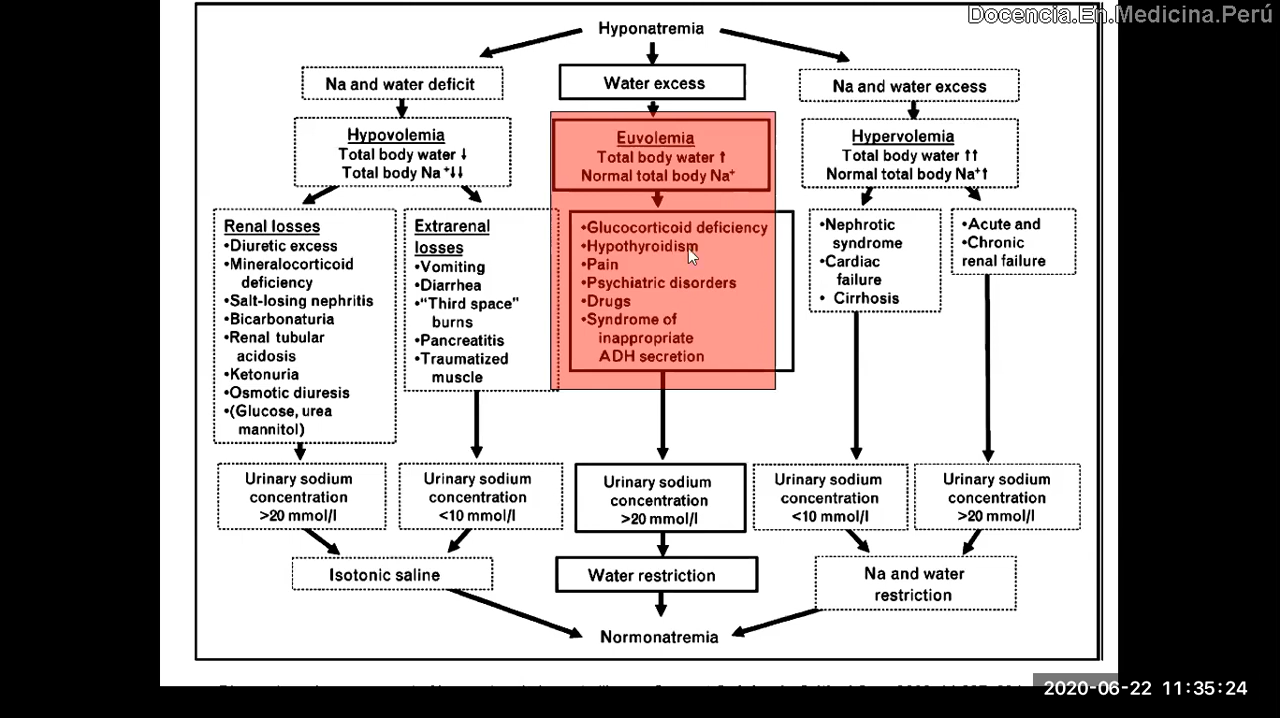 Docencia.En.Medicina.Perú
Hyponatremia
Na and water deficit
Water excess
Na and water excess
Hypovolemia
Total body water ↓
Total body Na⁺↓↓
Euvolemia
Total body water ↑
Normal total body Na⁺
Hypervolemia
Total body water ↑↑
Normal total body Na⁺↑
Renal losses
•Diuretic excess
•Mineralocorticoid
deficiency
•Salt-losing nephritis
•Bicarbonaturia
•Renal tubular
acidosis
•Ketonuria
•Osmotic diuresis
•(Glucose, urea
mannitol)
Extrarenal
losses
•Vomiting
•Diarrhea
•"Third space"
burns
•Pancreatitis
•Traumatized
muscle
•Glucocorticoid deficiency
•Hypothyroidism
•Pain
•Psychiatric disorders
•Drugs
•Syndrome of
inappropriate
ADH secretion
•Nephrotic
syndrome
•Cardiac
failure
• Cirrhosis
•Acute and
•Chronic
renal failure
Urinary sodium
concentration
>20 mmol/l
Urinary sodium
concentration
<10 mmol/l
Urinary sodium
concentration
>20 mmol/l
Urinary sodium
concentration
<10 mmol/l
Urinary sodium
concentration
>20 mmol/l
Isotonic saline
Water restriction
Na and water
restriction
Normonatremia
2020-06-22 11:35:24